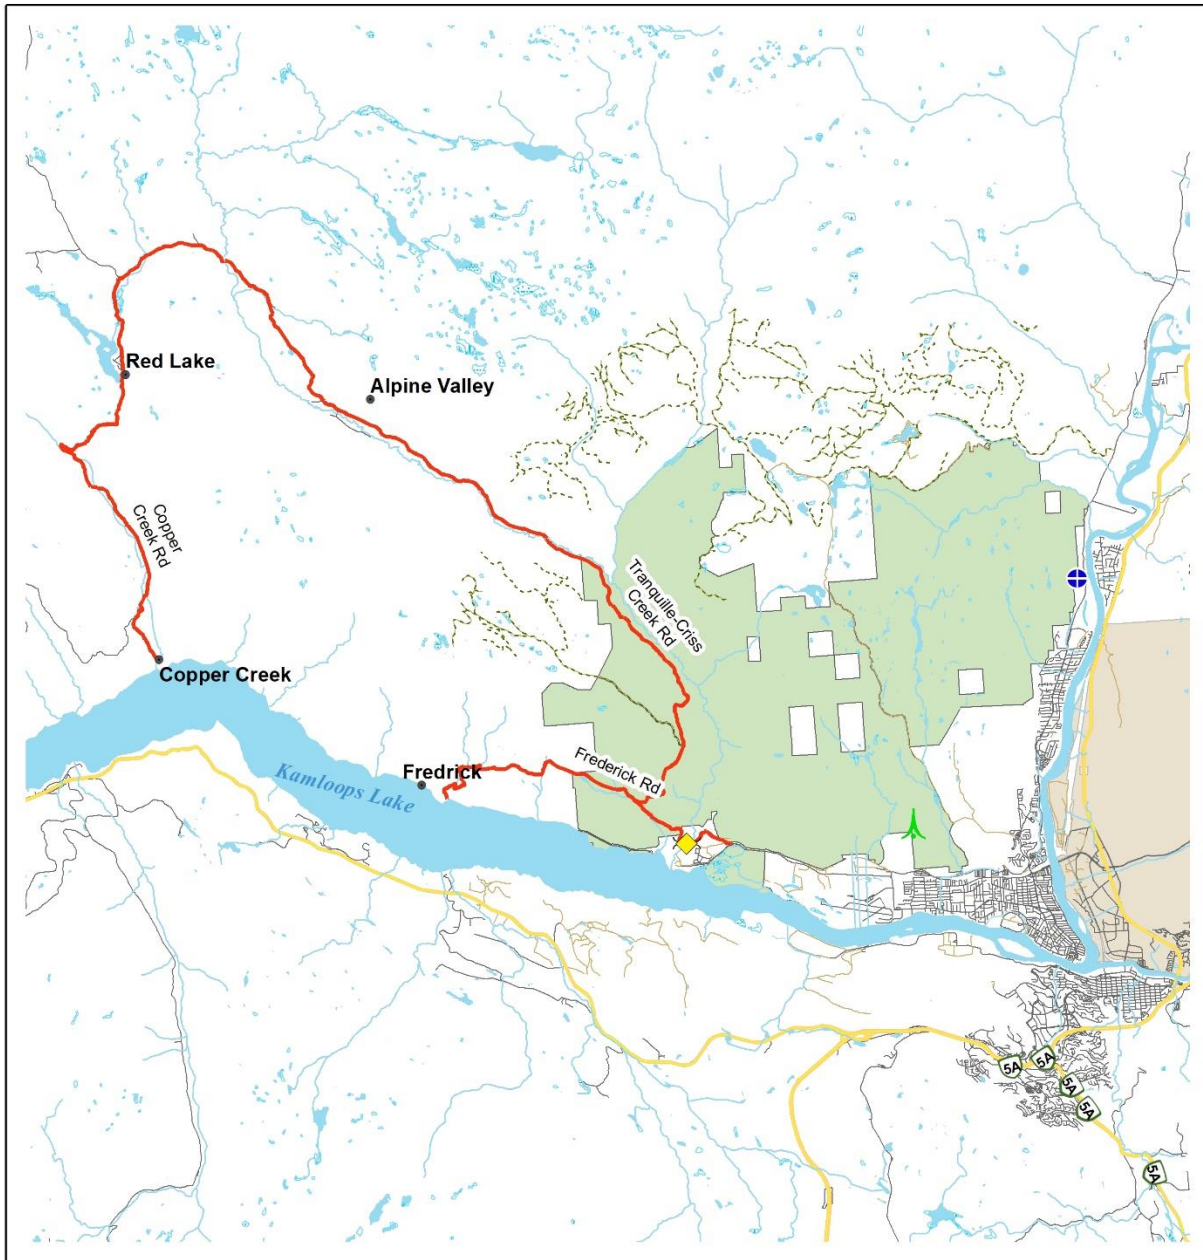 Red Lake
Alpine Valley
Copper
Creek Rd
Tranquille-Criss
Creek Rd
Copper Creek
Frederick Rd
Fredrick
Kamloops Lake
5A
5A
5A
5A
5A